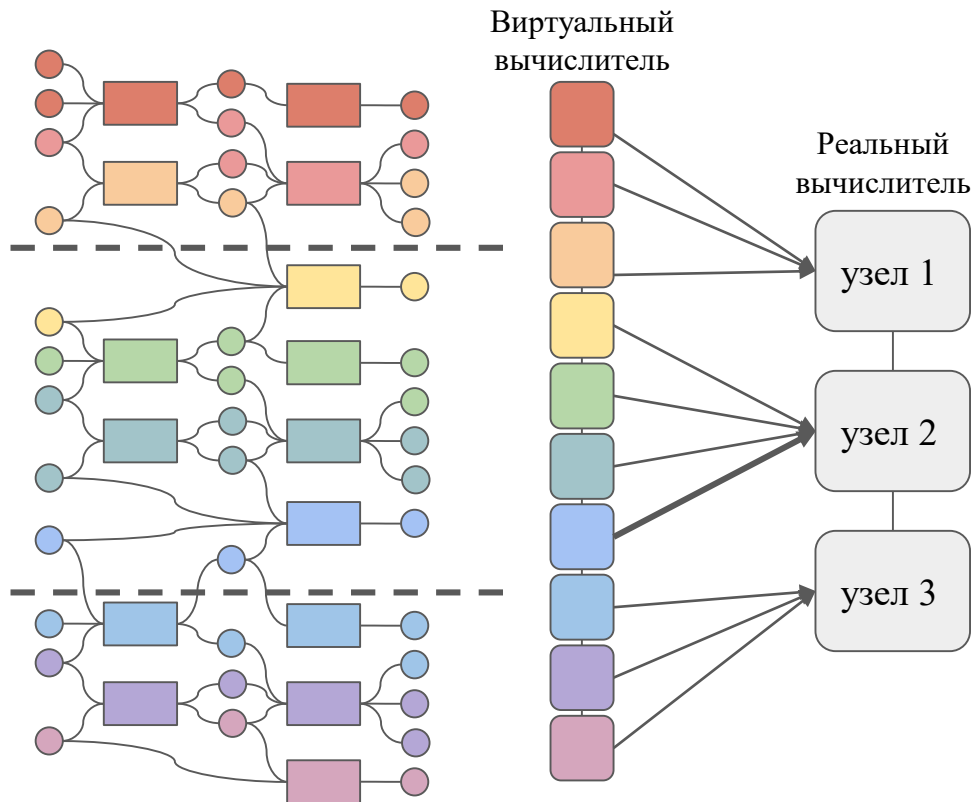 Виртуальный
вычислитель
Реальный
вычислитель
узел 1
узел 2
узел 3